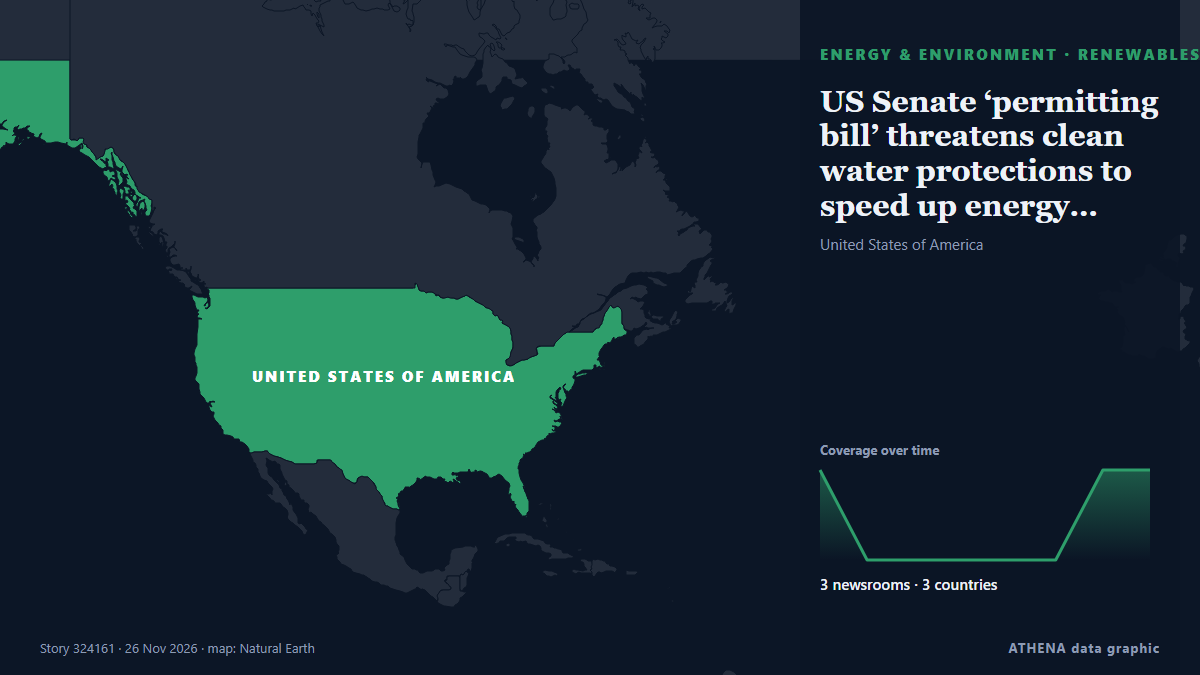 ENERGY & ENVIRONMENT · RENEWABLES
US Senate ‘permitting
bill’ threatens clean
water protections to
speed up energy...
United States of America
UNITED STATES OF AMERICA
Coverage over time
3 newsrooms · 3 countries
Story 324161 · 26 Nov 2026 · map: Natural Earth
ATHENA data graphic